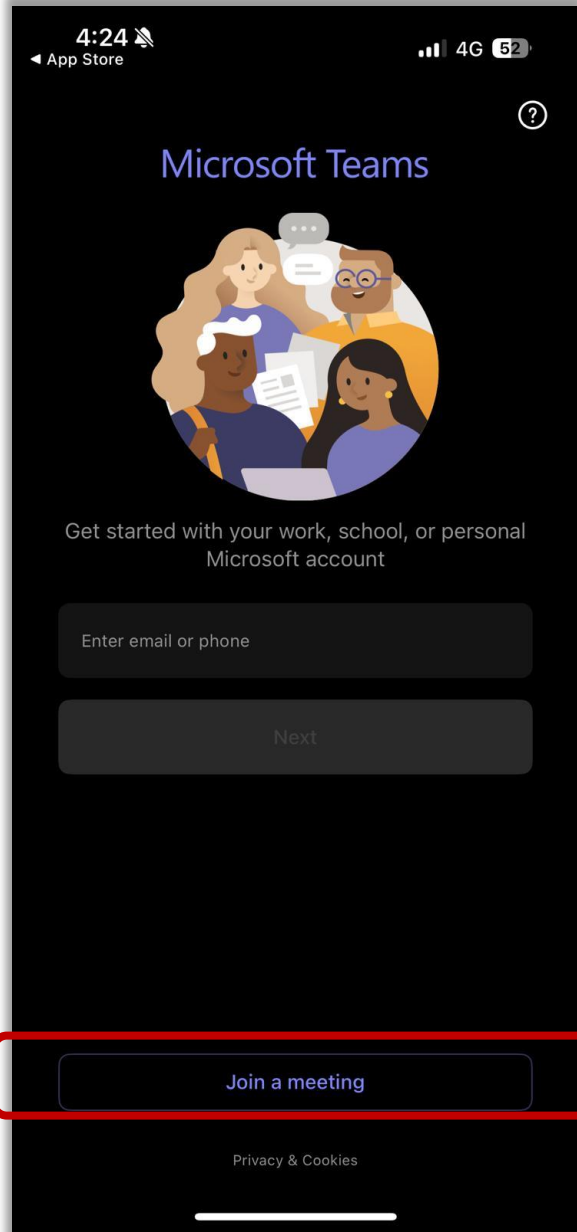 4:24
App Store
4G 52
?
Microsoft Teams
Get started with your work, school, or personal
Microsoft account
Enter email or phone
Next
Join a meeting
Privacy & Cookies